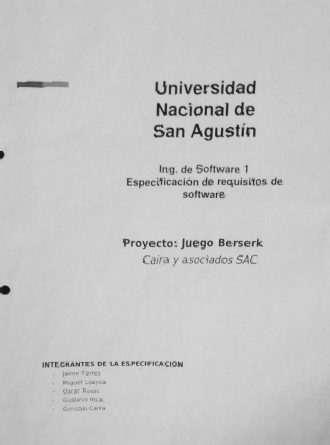 Universidad
Nacional de
San Agustín
Ing. de Software 1
Especificación de requisitos de
software
Proyecto: Juego Berserk
Caira y asociados SAC
INTEGRANTES DE LA ESPECIFICACIÓN
- Jaime Torres
- Miguel Loayza
- Oscar Rosas
- Gustavo Inca
- Gonzalo Caira